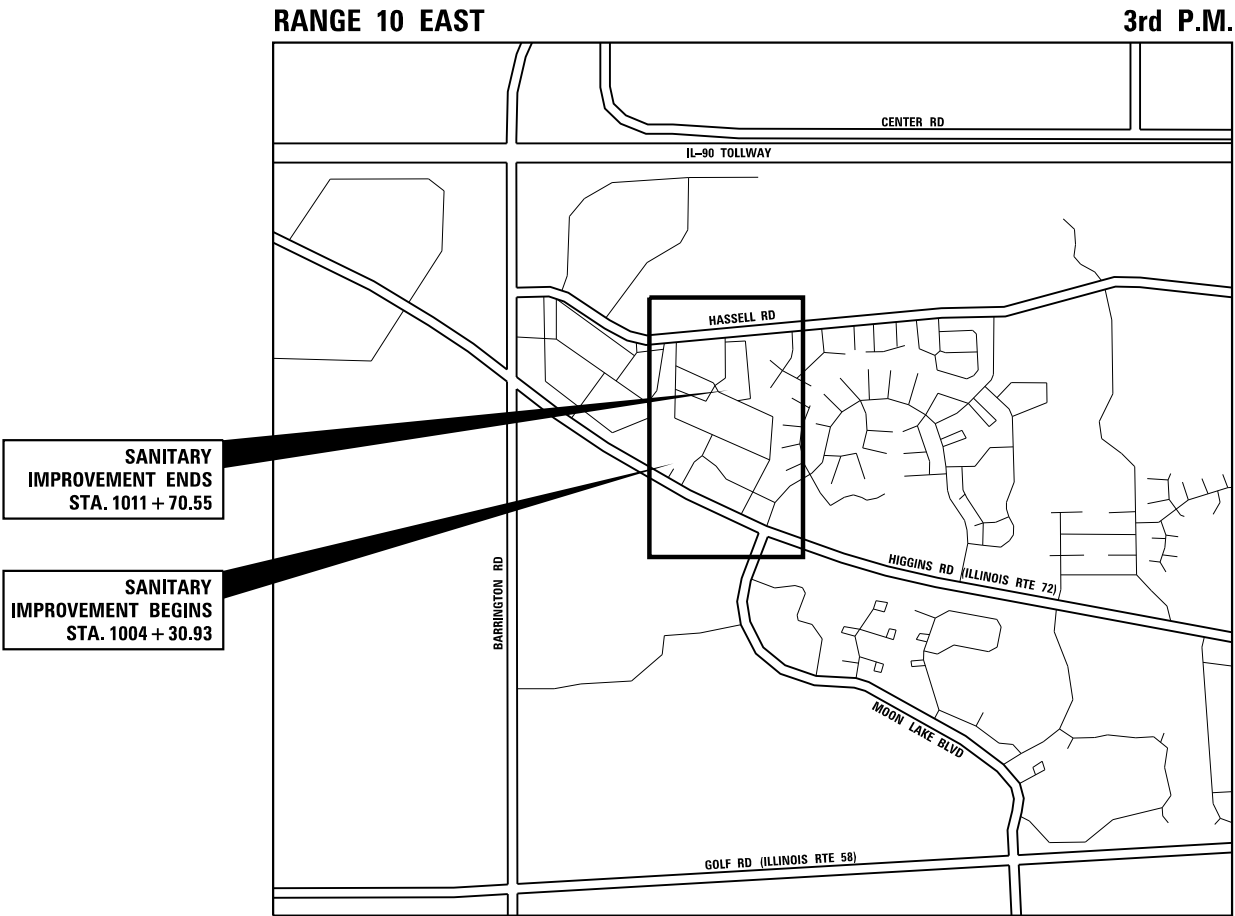 RANGE 10 EAST
3rd P.M.
CENTER RD
IL-90 TOLLWAY
HASSELL RD
SANITARY
IMPROVEMENT ENDS
STA. 1011 + 70.55
SANITARY
IMPROVEMENT BEGINS
STA. 1004 + 30.93
BARRINGTON RD
HIGGINS RD (ILLINOIS RTE 72)
MOON LAKE BLVD
GOLF RD (ILLINOIS RTE 58)